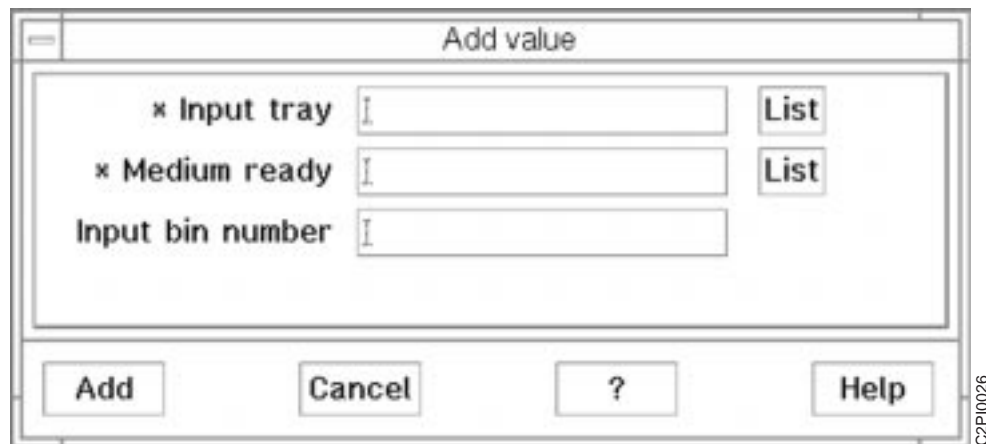 Add value
* Input tray List
* Medium ready List
Input bin number
Add Cancel ? Help
C2PI0026